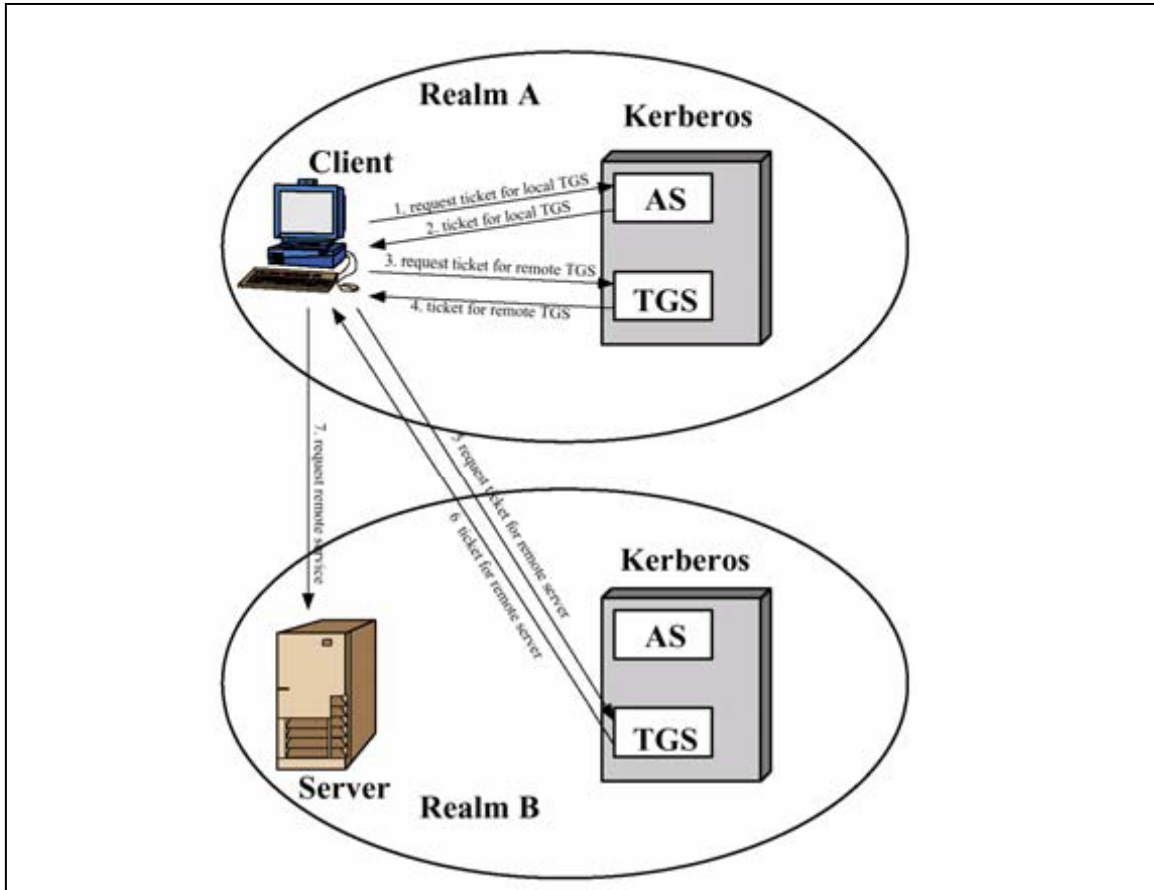 Realm A
Kerberos
Client
1. request ticket for local TGS
AS
2. ticket for local TGS
3. request ticket for remote TGS
TGS
4. ticket for remote TGS
7. request remote service
5 request ticket for remote server
6 ticket for remote server
Kerberos
AS
TGS
Server
Realm B